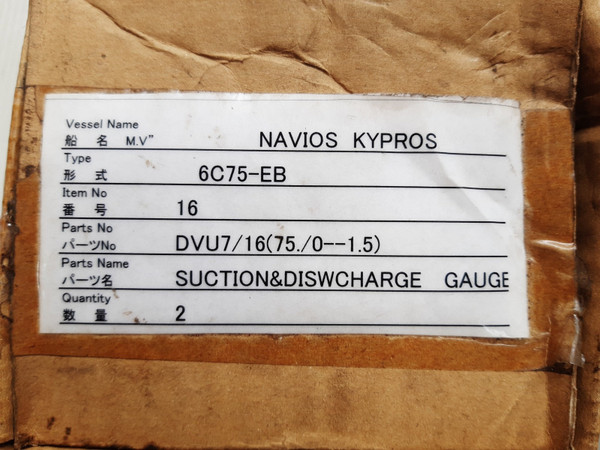 Vessel Name
船 名 M.V” NAVIOS KYPROS
Type
形 式 6C75-EB
Item No
番 号 16
Parts No
パーツNo DVU7/16(75./0--1.5)
Parts Name
パーツ名 SUCTION&DISWCHARGE GAUGE
Quantity
数 量 2